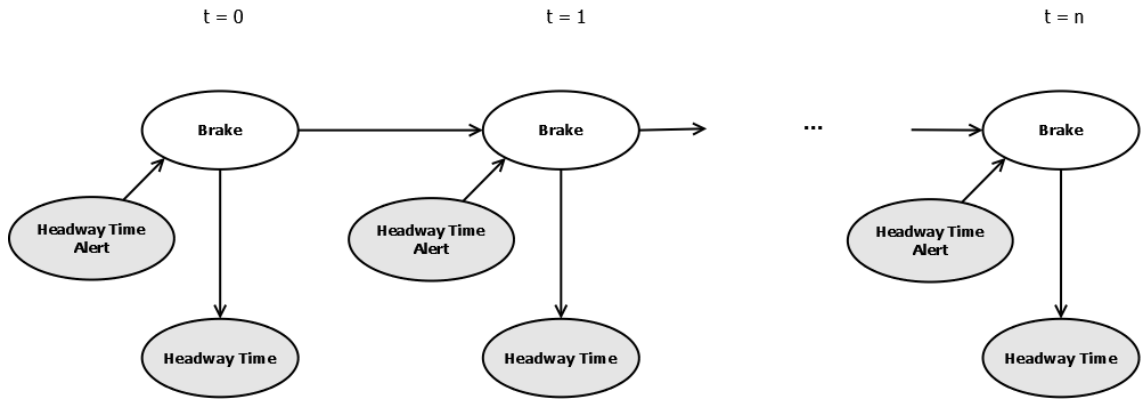 t = 0
t = 1
t = n
Brake
Brake
...
Brake
Headway Time
Alert
Headway Time
Alert
Headway Time
Alert
Headway Time
Headway Time
Headway Time